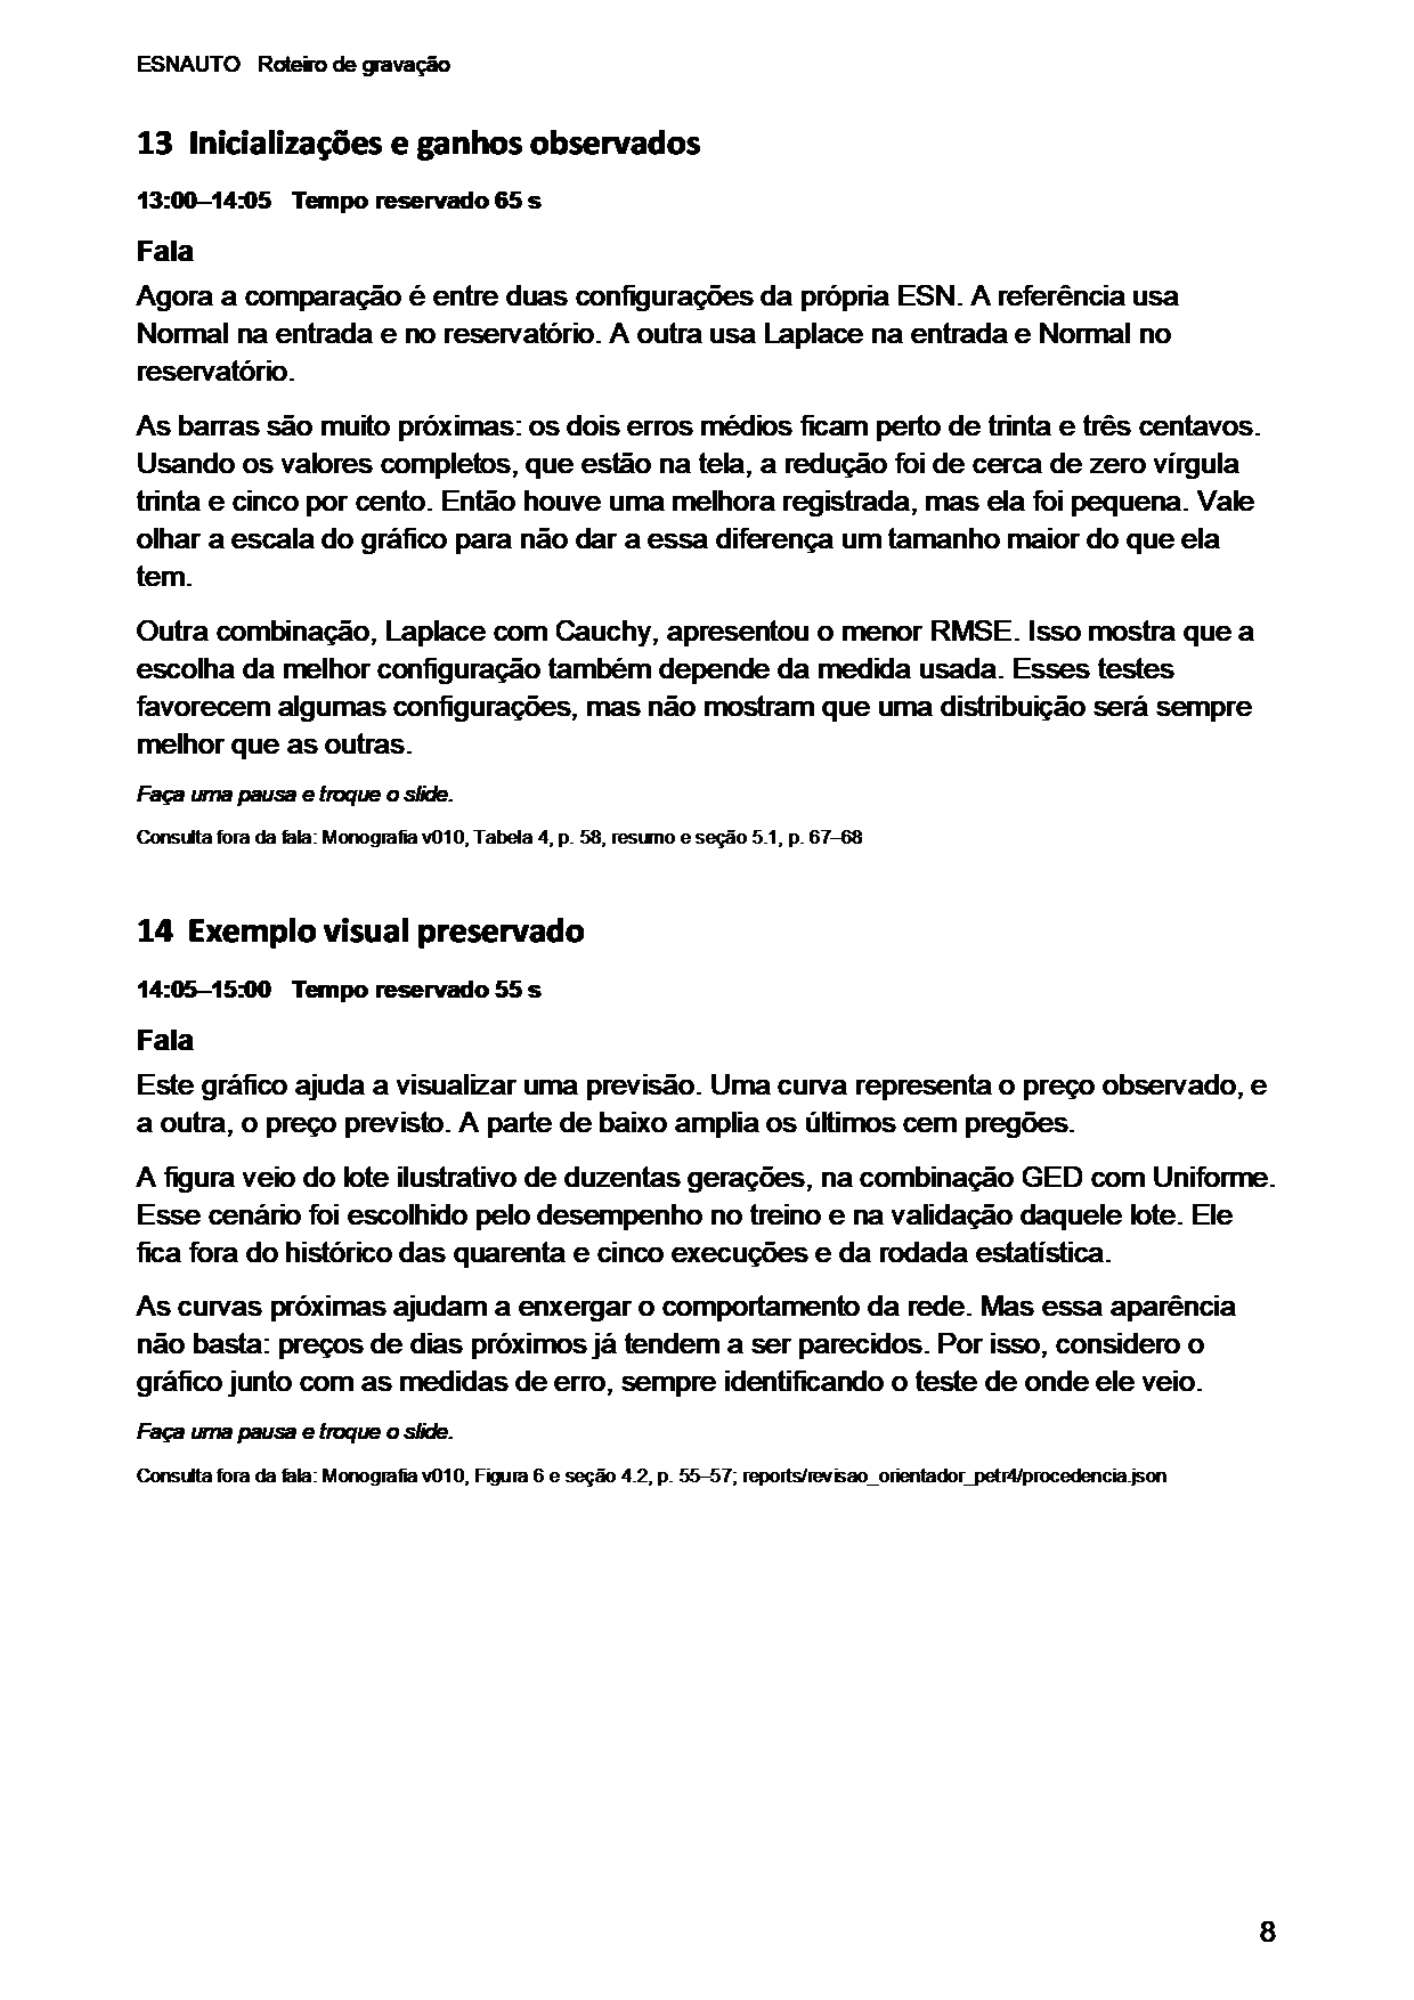 ESNAUTO Roteiro de gravação
13 Inicializações e ganhos observados
13:00–14:05 Tempo reservado 65 s
Fala
Agora a comparação é entre duas configurações da própria ESN. A referência usa
Normal na entrada e no reservatório. A outra usa Laplace na entrada e Normal no
reservatório.
As barras são muito próximas: os dois erros médios ficam perto de trinta e três centavos.
Usando os valores completos, que estão na tela, a redução foi de cerca de zero vírgula
trinta e cinco por cento. Então houve uma melhora registrada, mas ela foi pequena. Vale
olhar a escala do gráfico para não dar a essa diferença um tamanho maior do que ela
tem.
Outra combinação, Laplace com Cauchy, apresentou o menor RMSE. Isso mostra que a
escolha da melhor configuração também depende da medida usada. Esses testes
favorecem algumas configurações, mas não mostram que uma distribuição será sempre
melhor que as outras.
Faça uma pausa e troque o slide.
Consulta fora da fala: Monografia v010, Tabela 4, p. 58, resumo e seção 5.1, p. 67–68
14 Exemplo visual preservado
14:05–15:00 Tempo reservado 55 s
Fala
Este gráfico ajuda a visualizar uma previsão. Uma curva representa o preço observado, e
a outra, o preço previsto. A parte de baixo amplia os últimos cem pregões.
A figura veio do lote ilustrativo de duzentas gerações, na combinação GED com Uniforme.
Esse cenário foi escolhido pelo desempenho no treino e na validação daquele lote. Ele
fica fora do histórico das quarenta e cinco execuções e da rodada estatística.
As curvas próximas ajudam a enxergar o comportamento da rede. Mas essa aparência
não basta: preços de dias próximos já tendem a ser parecidos. Por isso, considero o
gráfico junto com as medidas de erro, sempre identificando o teste de onde ele veio.
Faça uma pausa e troque o slide.
Consulta fora da fala: Monografia v010, Figura 6 e seção 4.2, p. 55–57; reports/revisao_orientador_petr4/procedencia.json
8